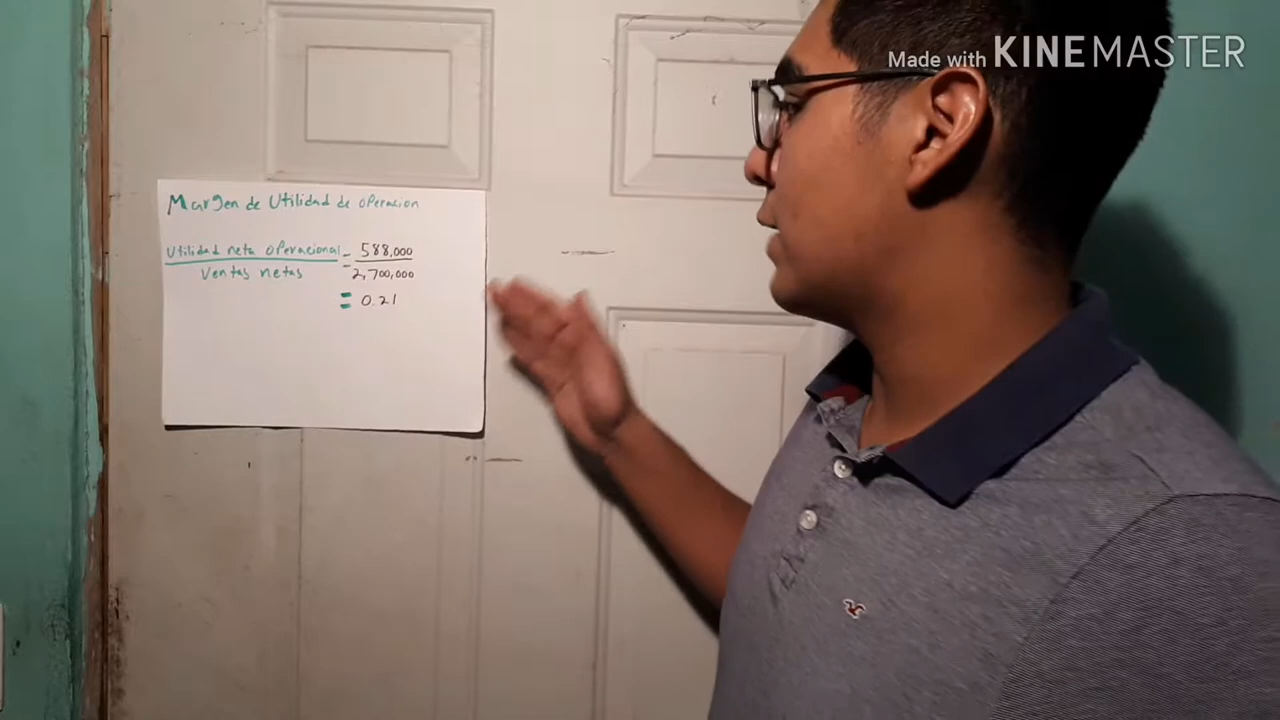 Made with KINEMASTER
Margen de Utilidad de operacion
Utilidad neta operacional = 588,000
Ventas netas 2,700,000
= 0.21